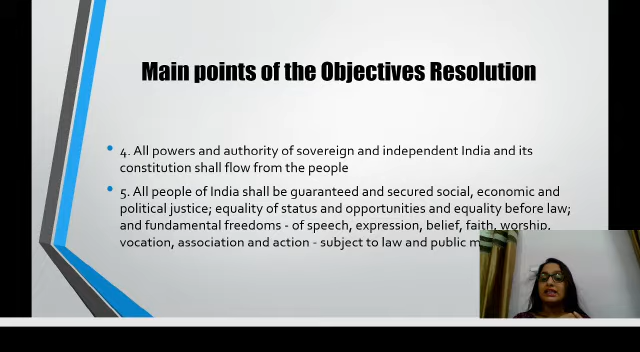 Main points of the Objectives Resolution
4. All powers and authority of sovereign and independent India and its
constitution shall flow from the people
5. All people of India shall be guaranteed and secured social, economic and
political justice; equality of status and opportunities and equality before law;
and fundamental freedoms - of speech, expression, belief, faith, worship,
vocation, association and action - subject to law and public